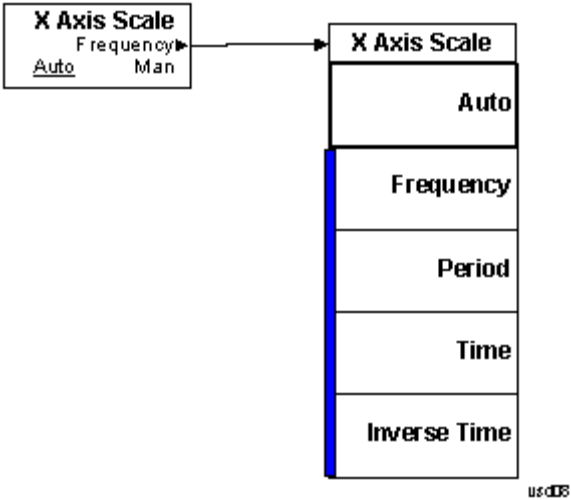 X Axis Scale
Frequency
Auto Man
X Axis Scale
Auto
Frequency
Period
Time
Inverse Time
usd08